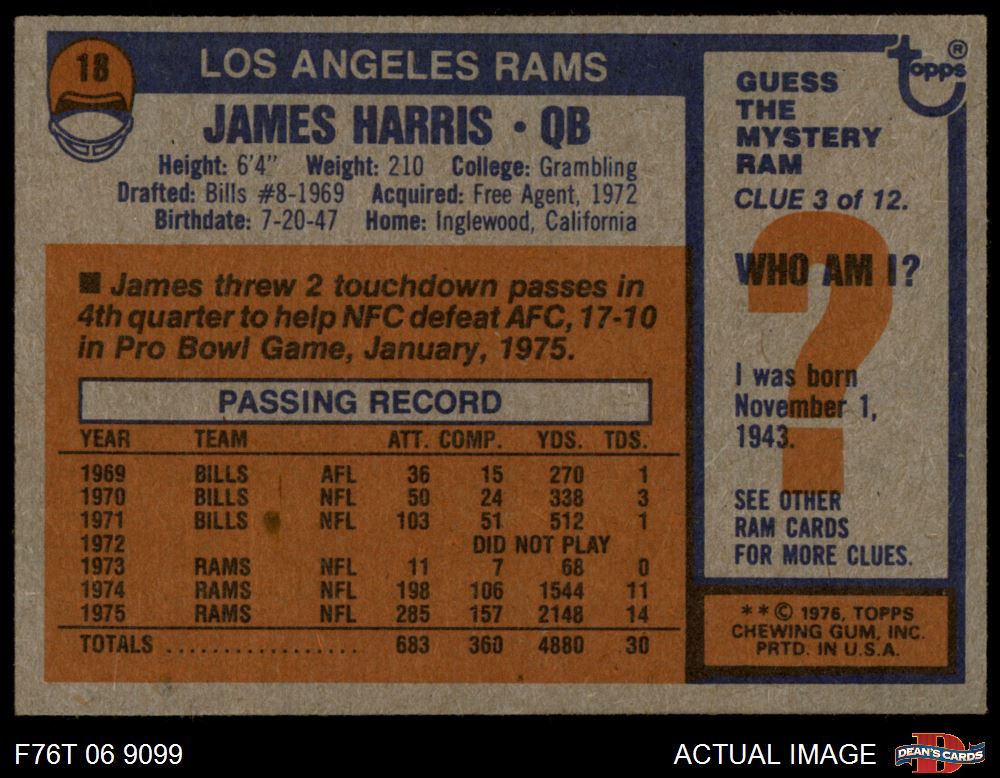 18
LOS ANGELES RAMS
JAMES HARRIS • QB
Height: 6'4" Weight: 210 College: Grambling
Drafted: Bills #8-1969 Acquired: Free Agent, 1972
Birthdate: 7-20-47 Home: Inglewood, California
■ James threw 2 touchdown passes in
4th quarter to help NFC defeat AFC, 17-10
in Pro Bowl Game, January, 1975.
PASSING RECORD
YEAR TEAM ATT. COMP. YDS. TDS.
1969 BILLS AFL 36 15 270 1
1970 BILLS NFL 50 24 338 3
1971 BILLS NFL 103 51 512 1
1972 DID NOT PLAY
1973 RAMS NFL 11 7 68 0
1974 RAMS NFL 198 106 1544 11
1975 RAMS NFL 285 157 2148 14
TOTALS .................. 683 360 4880 30
Topps ®
GUESS
THE
MYSTERY
RAM
CLUE 3 of 12.
?
WHO AM I?
I was born
November 1,
1943.
SEE OTHER
RAM CARDS
FOR MORE CLUES.
* * © 1976, TOPPS
CHEWING GUM, INC.
PRTD. IN U.S.A.
F76T 06 9099
ACTUAL IMAGE
DEAN'S CARDS